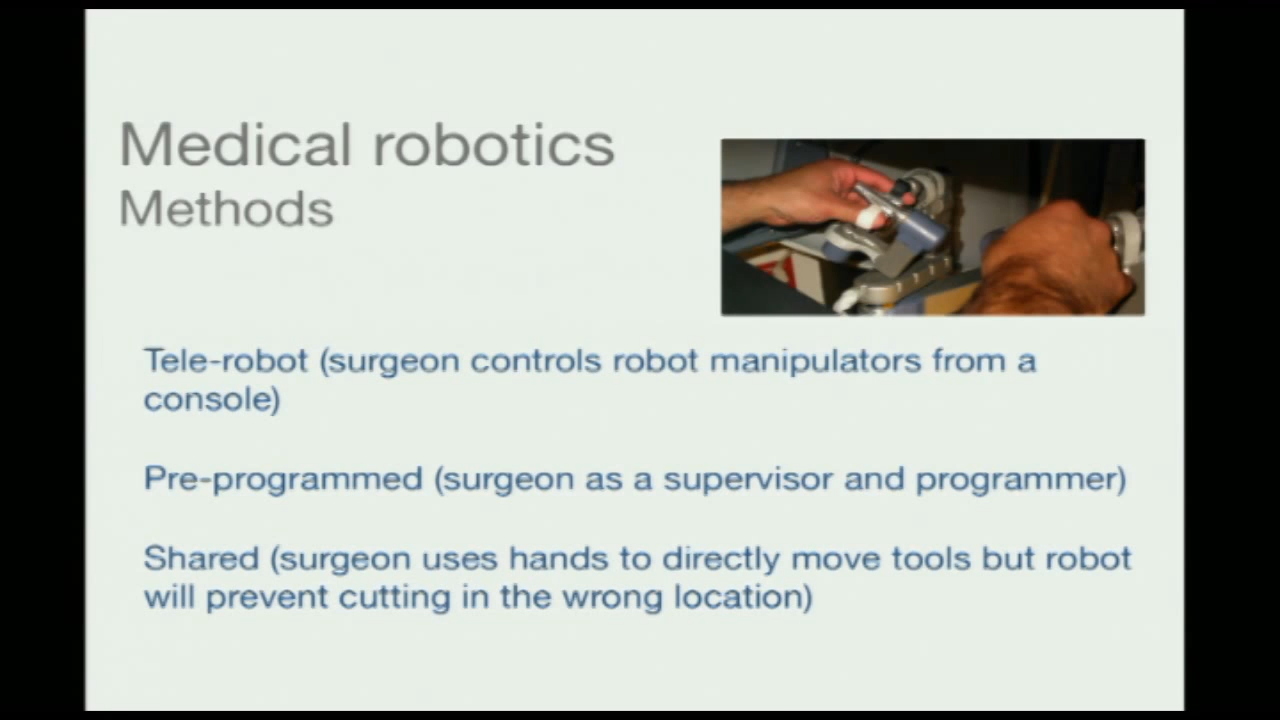 Medical robotics
Methods
Tele-robot (surgeon controls robot manipulators from a
console)
Pre-programmed (surgeon as a supervisor and programmer)
Shared (surgeon uses hands to directly move tools but robot
will prevent cutting in the wrong location)